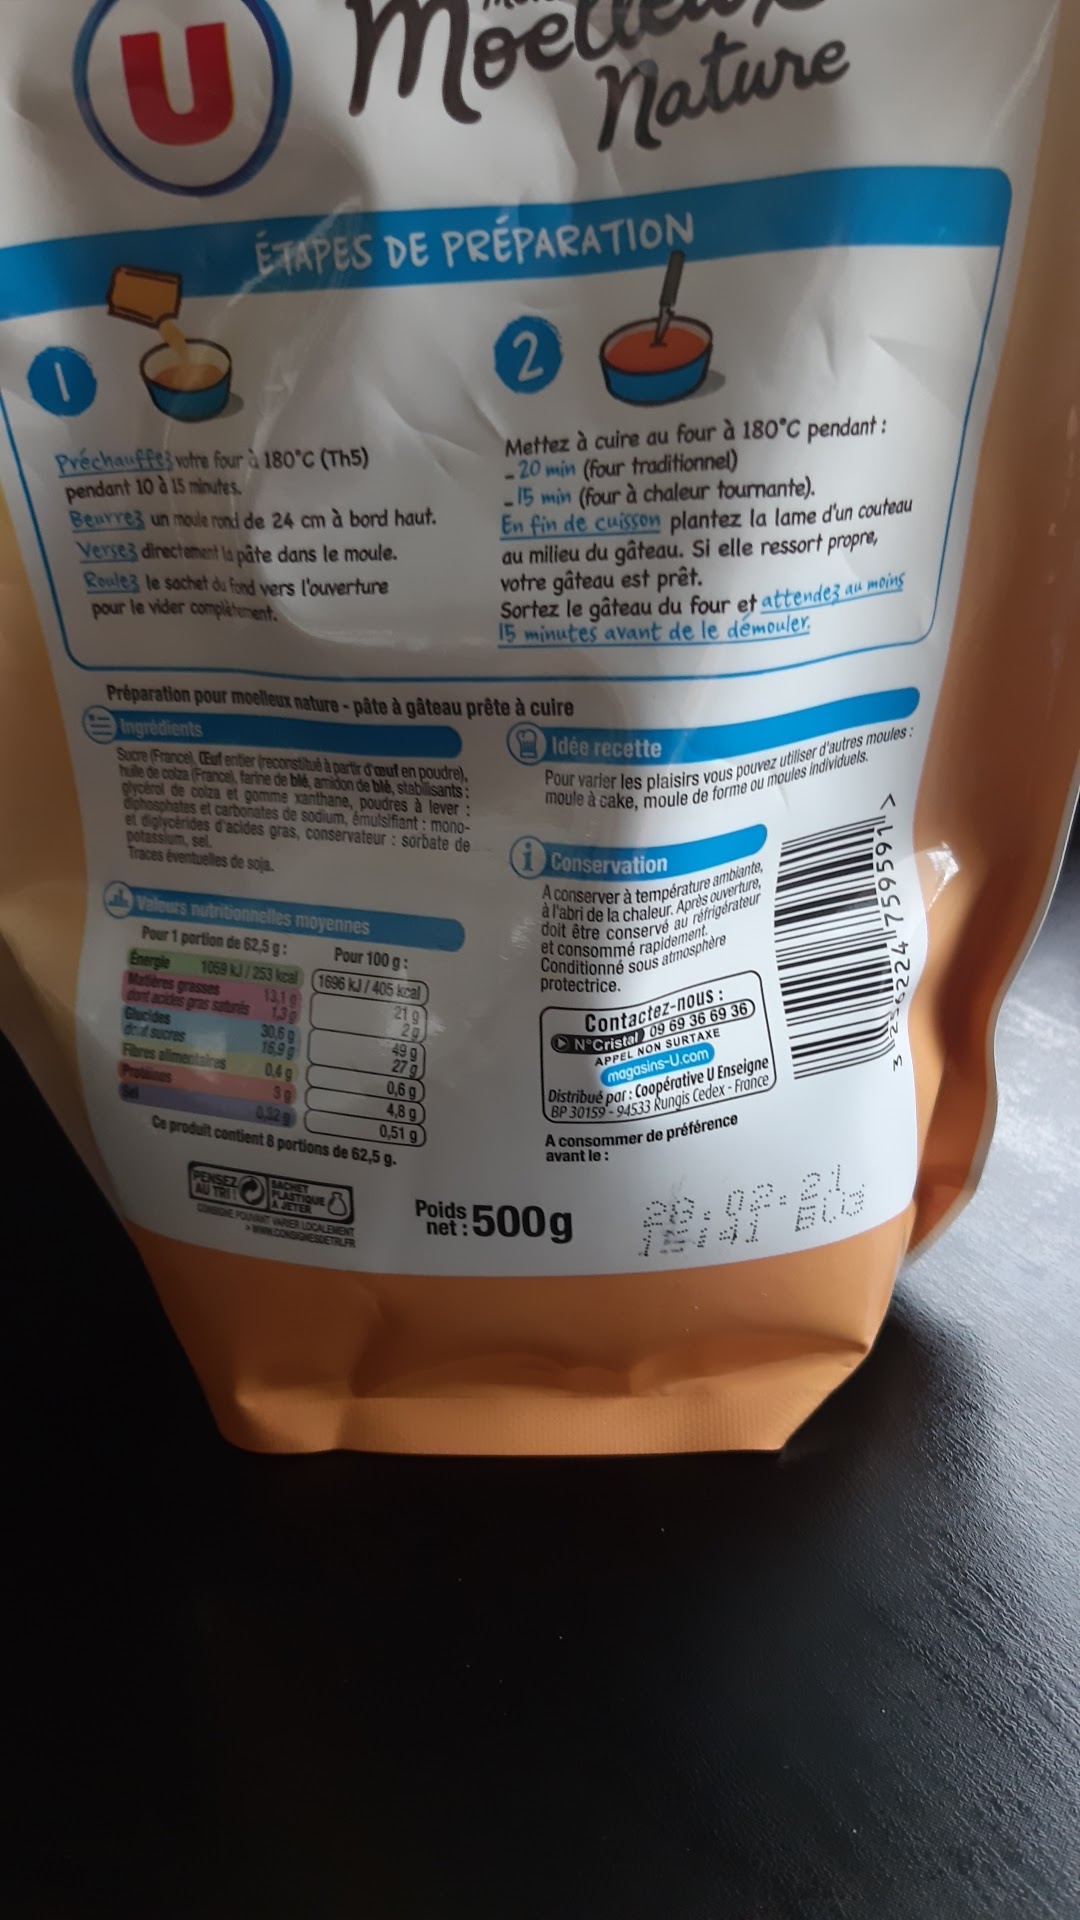 U
Moelleux
Nature
ÉTAPES DE PRÉPARATION
1
Préchauffez votre four à 180°C (Th5)
pendant 10 à 15 minutes.
Beurrez un moule rond de 24 cm à bord haut.
Versez directement la pâte dans le moule.
Roulez le sachet du fond vers l'ouverture
pour le vider complètement.
2
Mettez à cuire au four à 180°C pendant :
- 20 min (four traditionnel)
- 15 min (four à chaleur tournante).
En fin de cuisson plantez la lame d'un couteau
au milieu du gâteau. Si elle ressort propre,
votre gâteau est prêt.
Sortez le gâteau du four et attendez au moins
15 minutes avant de le démouler.
Préparation pour moelleux nature - pâte à gâteau prête à cuire
Ingrédients
Sucre (France), Œuf entier (reconstitué à partir d'œuf en poudre),
huile de colza (France), farine de blé, amidon de blé, stabilisants :
glycérol de colza et gomme xanthane, poudres à lever :
diphosphates et carbonates de sodium, émulsifiant : mono-
et diglycérides d'acides gras, conservateur : sorbate de
potassium, sel.
Traces éventuelles de soja.
Valeurs nutritionnelles moyennes
Pour 1 portion de 62,5 g : Pour 100 g :
Energie 1059 kJ / 253 kcal 1696 kJ / 405 kcal
Matières grasses 13,1 g 21 g
dont acides gras saturés 1,3 g 2 g
Glucides 30,6 g 49 g
dont sucres 16,9 g 27 g
Fibres alimentaires 0,4 g 0,6 g
Protéines 3 g 4,8 g
Sel 0,32 g 0,51 g
Ce produit contient 8 portions de 62,5 g.
PENSEZ
AU TRI !
SACHET
PLASTIQUE
À JETER
CONSIGNE POUVANT VARIER LOCALEMENT
> WWW.CONSIGNESDETRI.FR
Idée recette
Pour varier les plaisirs vous pouvez utiliser d'autres moules :
moule à cake, moule de forme ou moules individuels.
i Conservation
A conserver à température ambiante,
à l'abri de la chaleur. Après ouverture,
doit être conservé au réfrigérateur
et consommé rapidement.
Conditionné sous atmosphère
protectrice.
Contactez-nous :
N°Cristal 09 69 36 69 36
APPEL NON SURTAXE
magasins-U.com
Distribué par : Coopérative U Enseigne
BP 30159 - 94533 Rungis Cedex - France
3 256224 759591 >
A consommer de préférence
avant le :
Poids
net : 500g